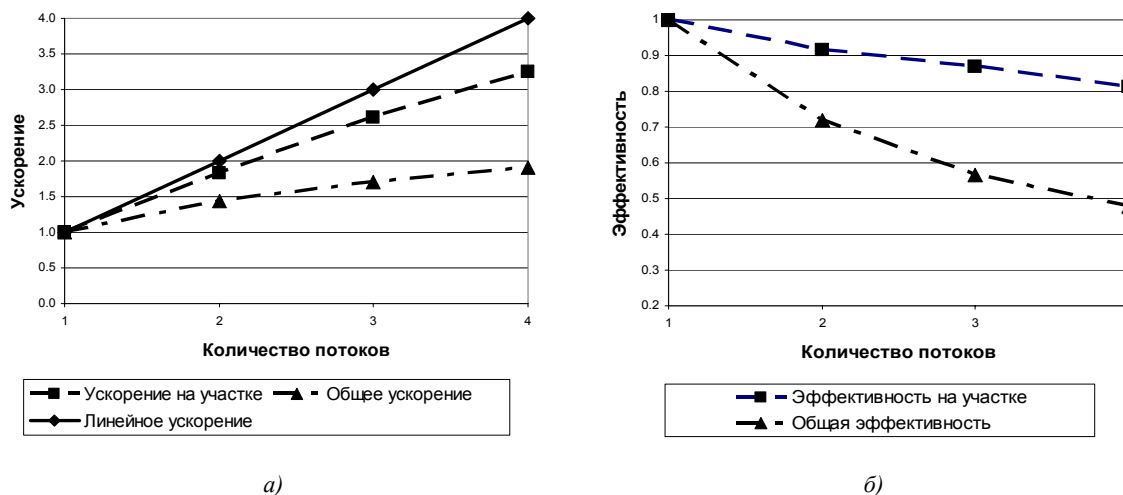 4.0
3.5
3.0
2.5
2.0
1.5
1.0
0.5
0.0
Ускорение
1 2 3 4
Количество потоков
Ускорение на участке Общее ускорение
Линейное ускорение
а)
1
0.9
0.8
0.7
0.6
0.5
0.4
0.3
0.2
Эффективность
1 2 3
Количество потоков
Эффективность на участке
Общая эффективность
б)